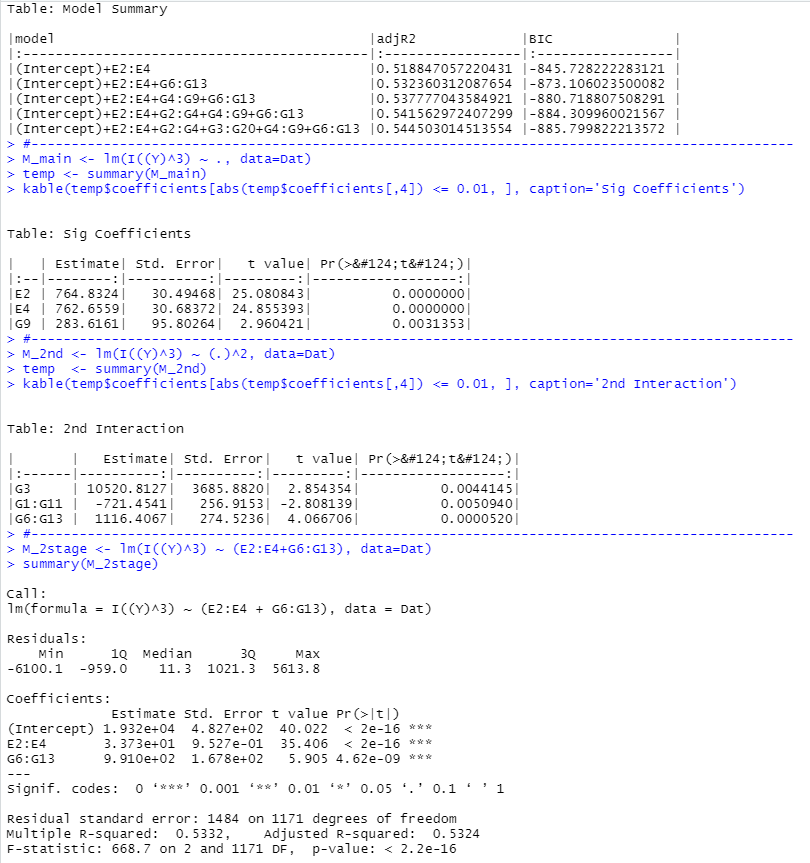 Table: Model Summary
|model |adjR2 |BIC |
|:-----------------------------------------|:-----------------|:-----------------|
|(Intercept)+E2:E4 |0.518847057220431 |-845.728222283121 |
|(Intercept)+E2:E4+G6:G13 |0.532360312087654 |-873.106023500082 |
|(Intercept)+E2:E4+G4:G9+G6:G13 |0.537777043584921 |-880.718807508291 |
|(Intercept)+E2:E4+G2:G4+G4:G9+G6:G13 |0.541562972407299 |-884.309960021567 |
|(Intercept)+E2:E4+G2:G4+G3:G20+G4:G9+G6:G13 |0.544503014513554 |-885.799822213572 |
> #----------------------------------------------------------------------------------------
> M_main <- lm(I((Y)^3) ~ ., data=Dat)
> temp <- summary(M_main)
> kable(temp$coefficients[abs(temp$coefficients[,4]) <= 0.01, ], caption='Sig Coefficients')
Table: Sig Coefficients
| | Estimate| Std. Error| t value| Pr(>&#124;t&#124;)|
|:--|--------:|----------:|---------:|------------------:|
|E2 | 764.8324| 30.49468| 25.080843| 0.0000000|
|E4 | 762.6559| 30.68372| 24.855393| 0.0000000|
|G9 | 283.6161| 95.80264| 2.960421| 0.0031353|
> #----------------------------------------------------------------------------------------
> M_2nd <- lm(I((Y)^3) ~ (.)^2, data=Dat)
> temp  <- summary(M_2nd)
> kable(temp$coefficients[abs(temp$coefficients[,4]) <= 0.01, ], caption='2nd Interaction')
Table: 2nd Interaction
| | Estimate| Std. Error| t value| Pr(>&#124;t&#124;)|
|:------|----------:|----------:|---------:|------------------:|
|G3 | 10520.8127| 3685.8820| 2.854354| 0.0044145|
|G1:G11 | -721.4541| 256.9153| -2.808139| 0.0050940|
|G6:G13 | 1116.4067| 274.5236| 4.066706| 0.0000520|
> #----------------------------------------------------------------------------------------
> M_2stage <- lm(I((Y)^3) ~ (E2:E4+G6:G13), data=Dat)
> summary(M_2stage)
Call:
lm(formula = I((Y)^3) ~ (E2:E4 + G6:G13), data = Dat)
Residuals:
Min 1Q Median 3Q Max
-6100.1 -959.0 11.3 1021.3 5613.8
Coefficients:
Estimate Std. Error t value Pr(>|t|)
(Intercept) 1.932e+04 4.827e+02 40.022 < 2e-16 ***
E2:E4 3.373e+01 9.527e-01 35.406 < 2e-16 ***
G6:G13 9.910e+02 1.678e+02 5.905 4.62e-09 ***
---
Signif. codes:  0 ‘***’ 0.001 ‘**’ 0.01 ‘*’ 0.05 ‘.’ 0.1 ‘ ’ 1
Residual standard error: 1484 on 1171 degrees of freedom
Multiple R-squared:  0.5332,    Adjusted R-squared:  0.5324
F-statistic: 668.7 on 2 and 1171 DF,  p-value: < 2.2e-16